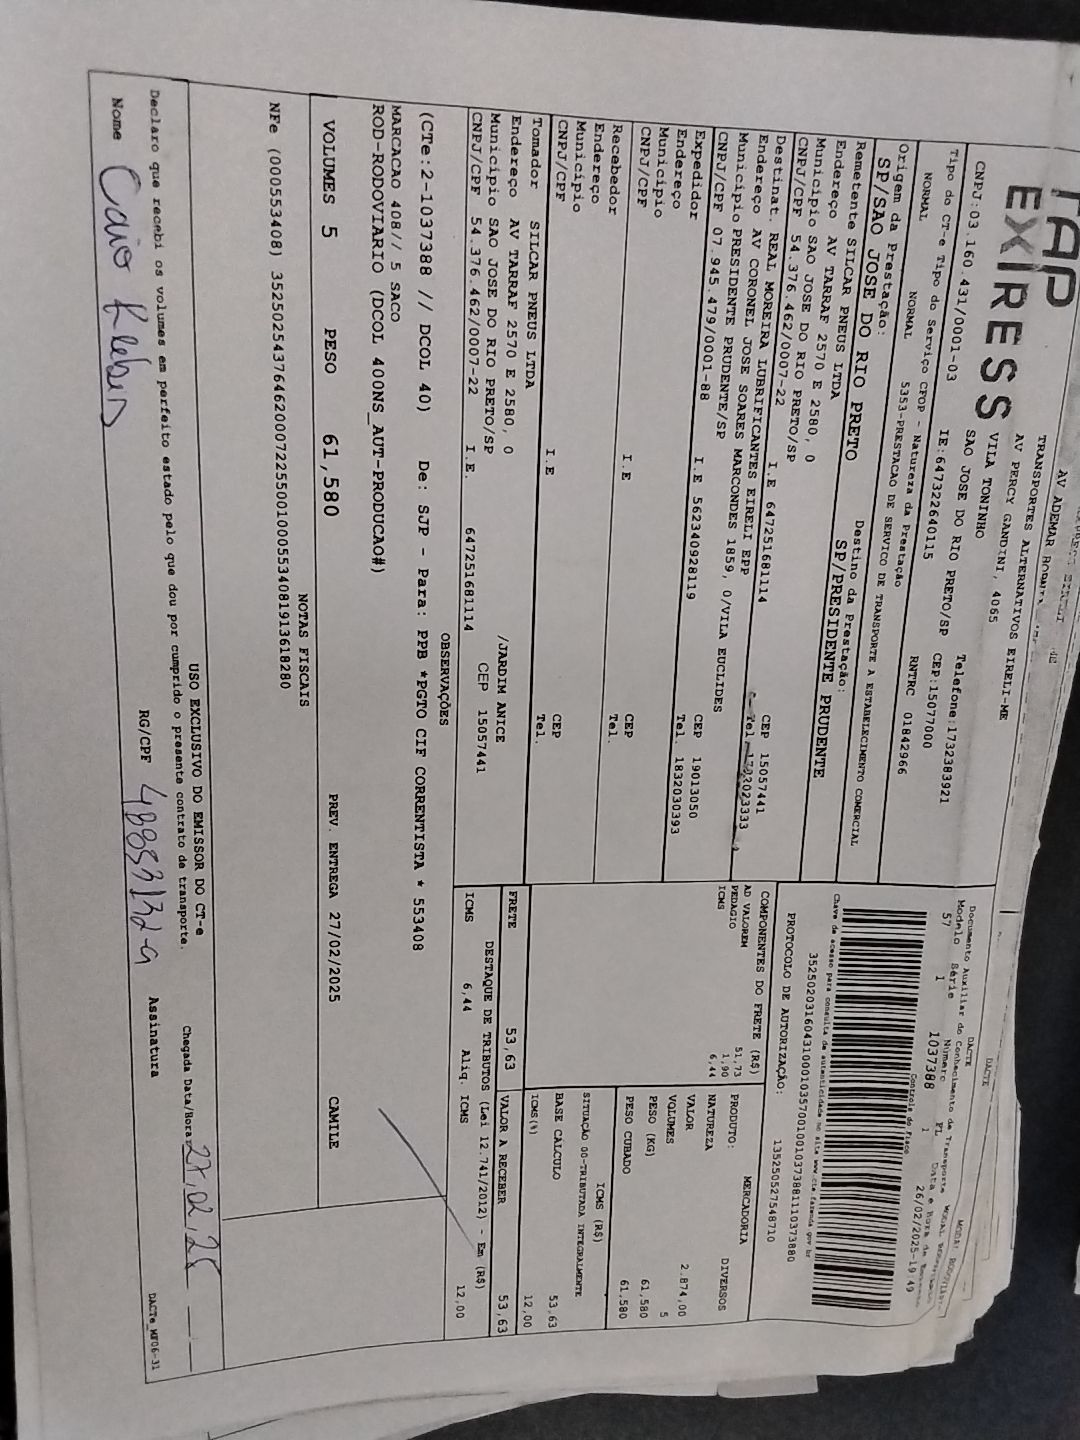 TAP
EXIRESS
AV ADEMAR
TRANSPORTES ALTERNATIVOS EIRELI-ME
AV PERCY GANDINI, 4065
VILA TONINHO
SAO JOSE DO RIO PRETO/SP CEP:15077000
CNPJ:03.160.431/0001-03 IE:647322640115 Telefone:1732383921
Tipo do CT-e Tipo do Serviço CFOP - Natureza da Prestação RNTRC 01842966
NORMAL NORMAL 5353-PRESTACAO DE SERVICO DE TRANSPORTE A ESTABELECIMENTO COMERCIAL
Origem da Prestação: Destino da Prestação:
SP/SAO JOSE DO RIO PRETO SP/PRESIDENTE PRUDENTE
DACTE
DACTE
Documento Auxiliar do Conhecimento de Transporte
Modelo Série Número FL
57 1 1037388 1 26/02/2025-19:49
Controle do Fisco
Chave de acesso para consulta de autenticidade no site www.cte.fazenda.gov.br
PROTOCOLO DE AUTORIZAÇÃO: 135250527548710
Remetente SILCAR PNEUS LTDA
Endereço AV TARRAF 2570 E 2580, 0
Município SAO JOSE DO RIO PRETO/SP CEP 15057441
CNPJ/CPF 54.376.462/0007-22 I.E 647251681114
Destinat. REAL MOREIRA LUBRIFICANTES EIRELI EPP
Endereço AV CORONEL JOSE SOARES MARCONDES 1859, 0/VILA EUCLIDES
Município PRESIDENTE PRUDENTE/SP CEP 19013050
CNPJ/CPF 07.945.479/0001-88 I.E 562340928119 Tel. 1832030393
Expedidor
Endereço
Município CEP
CNPJ/CPF I.E Tel.
Recebedor
Endereço
Município CEP
CNPJ/CPF I.E Tel.
Tomador SILCAR PNEUS LTDA
Endereço AV TARRAF 2570 E 2580, 0 /JARDIM ANICE
Município SAO JOSE DO RIO PRETO/SP CEP 15057441
CNPJ/CPF 54.376.462/0007-22 I.E. 647251681114
COMPONENTES DO FRETE (R$)
AD VALOREM 51,73
PEDAGIO 1,90
ICMS 6,44
FRETE 53,63
PRODUTO: MERCADORIA
NATUREZA DIVERSOS
VALOR 2.874,00
VOLUMES 5
PESO (KG) 61,580
PESO CUBADO 61,580
ICMS (R$)
SITUAÇÃO 00-TRIBUTADA INTEGRALMENTE
BASE CALCULO 53,63
ICMS(%) 12,00
VALOR A RECEBER 53,63
DESTAQUE DE TRIBUTOS (Lei 12.741/2012) - Em (R$)
ICMS 6,44 Aliq. ICMS 12,00
OBSERVAÇÕES
(CTe:2-1037388 // DCOL 40) De: SJP - Para: PPB *PGTO CIF CORRENTISTA * 553408
MARCACAO 408// 5 SACO
ROD-RODOVIARIO (DCOL 400NS_AUT-PRODUCAO#)
VOLUMES 5 PESO 61,580 PREV. ENTREGA 27/02/2025 CAMILE
NOTAS FISCAIS
NFe (000553408) 35250254376462000722550010005534081913618280
USO EXCLUSIVO DO EMISSOR DO CT-e
Declaro que recebi os volumes em perfeito estado pelo que dou por cumprido o presente contrato de transporte. Chegada Data/Hora 27.02.25
Nome Caio Kleber RG/CPF Assinatura
DACTe_MF06-31